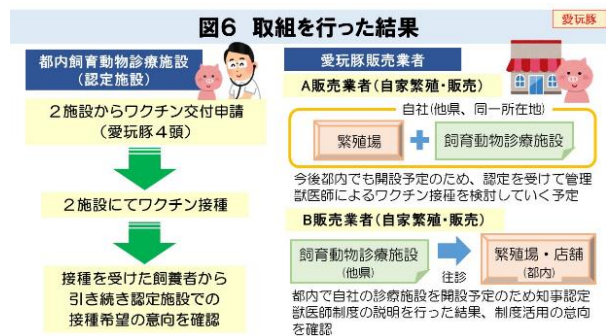 図6 取組を行った結果
愛玩豚
都内飼育動物診療施設
(認定施設)
2施設からワクチン交付申請
(愛玩豚4頭)
2施設にてワクチン接種
接種を受けた飼養者から
引き続き認定施設での
接種希望の意向を確認
愛玩豚販売業者
A販売業者(自家繁殖・販売)
自社(他県、同一所在地)
繁殖場
+
飼育動物診療施設
今後都内でも開設予定のため、認定を受けて管理
獣医師によるワクチン接種を検討していく予定
B販売業者(自家繁殖・販売)
飼育動物診療施設
(他県)
往診
繁殖場・店舗
(都内)
都内で自社の診療施設を開設予定のため知事認定
獣医師制度の説明を行った結果、制度活用の意向
を確認